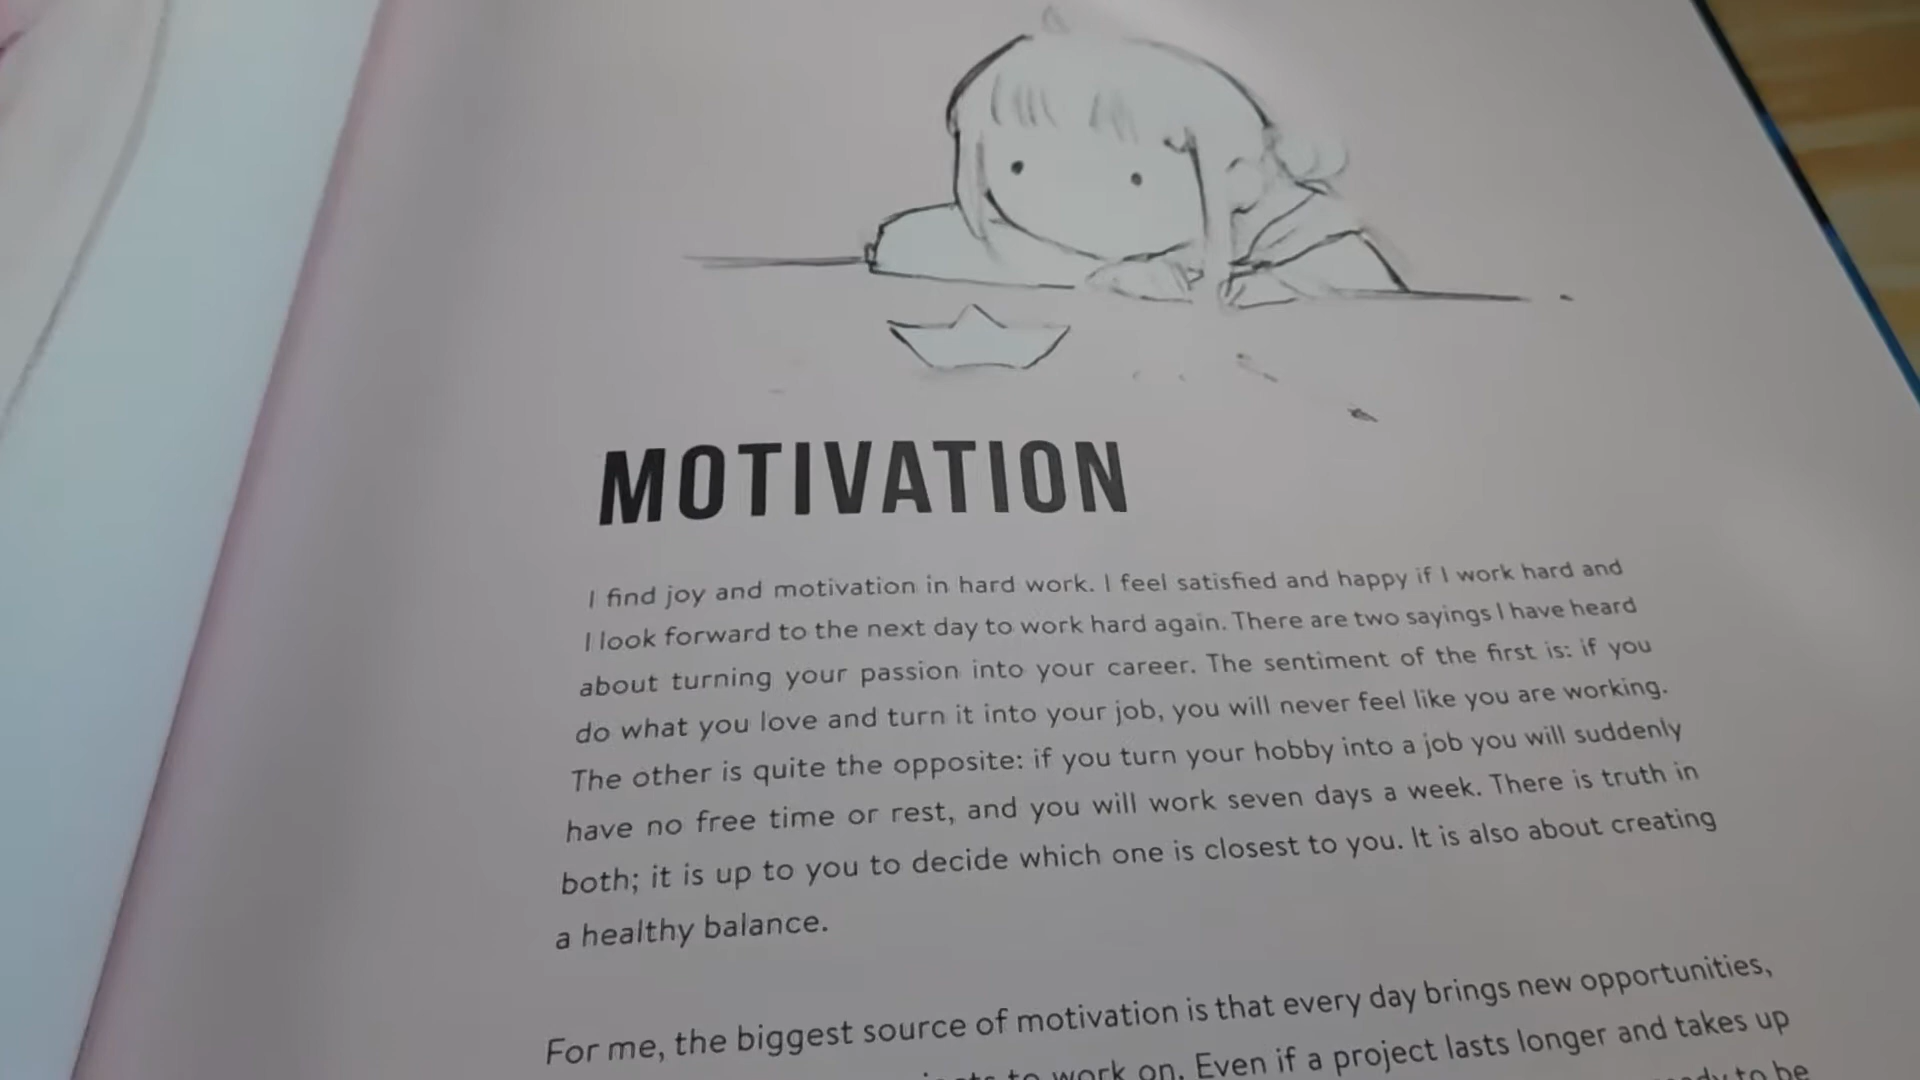 MOTIVATION
I find joy and motivation in hard work. I feel satisfied and happy if I work hard and
I look forward to the next day to work hard again. There are two sayings I have heard
about turning your passion into your career. The sentiment of the first is: if you
do what you love and turn it into your job, you will never feel like you are working.
The other is quite the opposite: if you turn your hobby into a job you will suddenly
have no free time or rest, and you will work seven days a week. There is truth in
both; it is up to you to decide which one is closest to you. It is also about creating
a healthy balance.
For me, the biggest source of motivation is that every day brings new opportunities,
to work on. Even if a project lasts longer and takes up
to be